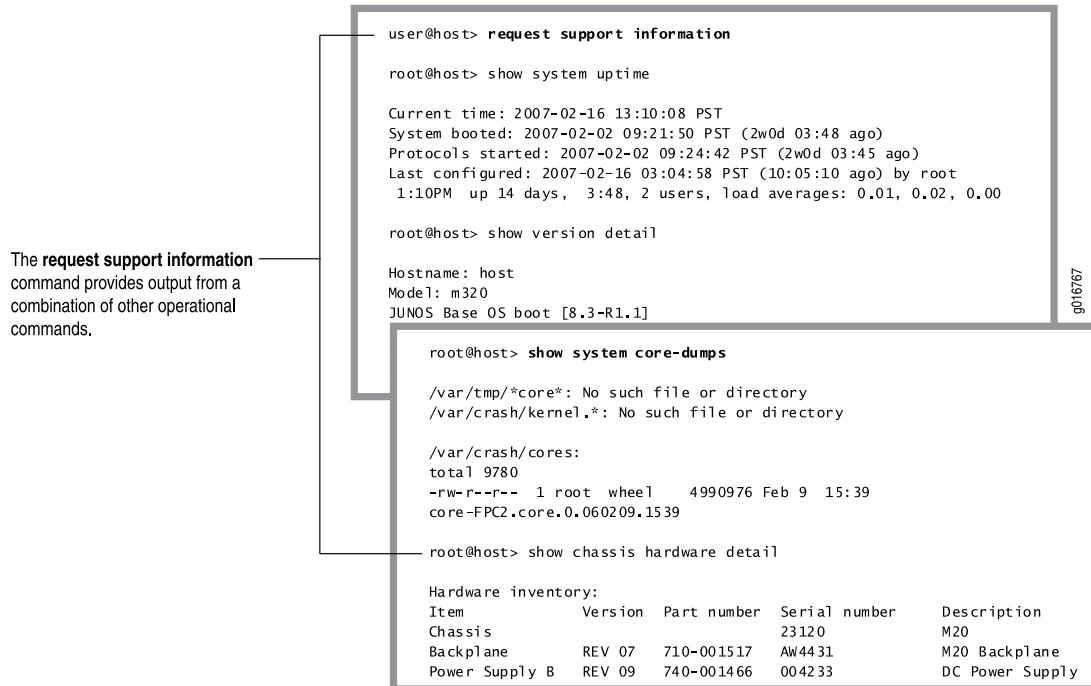 user@host> request support information
root@host> show system uptime
Current time: 2007-02-16 13:10:08 PST
System booted: 2007-02-02 09:21:50 PST (2w0d 03:48 ago)
Protocols started: 2007-02-02 09:24:42 PST (2w0d 03:45 ago)
Last configured: 2007-02-16 03:04:58 PST (10:05:10 ago) by root
1:10PM  up 14 days,  3:48, 2 users, load averages: 0.01, 0.02, 0.00
root@host> show version detail
Hostname: host
Model: m320
JUNOS Base OS boot [8.3-R1.1]
The request support information
command provides output from a
combination of other operational
commands.
g016767
root@host> show system core-dumps
/var/tmp/*core*: No such file or directory
/var/crash/kernel.*: No such file or directory
/var/crash/cores:
total 9780
-rw-r--r--  1 root  wheel    4990976 Feb 9  15:39
core-FPC2.core.0.060209.1539
root@host> show chassis hardware detail
Hardware inventory:
Item Version Part number Serial number Description
Chassis 23120 M20
Backplane REV 07 710-001517 AW4431 M20 Backplane
Power Supply B REV 09 740-001466 004233 DC Power Supply